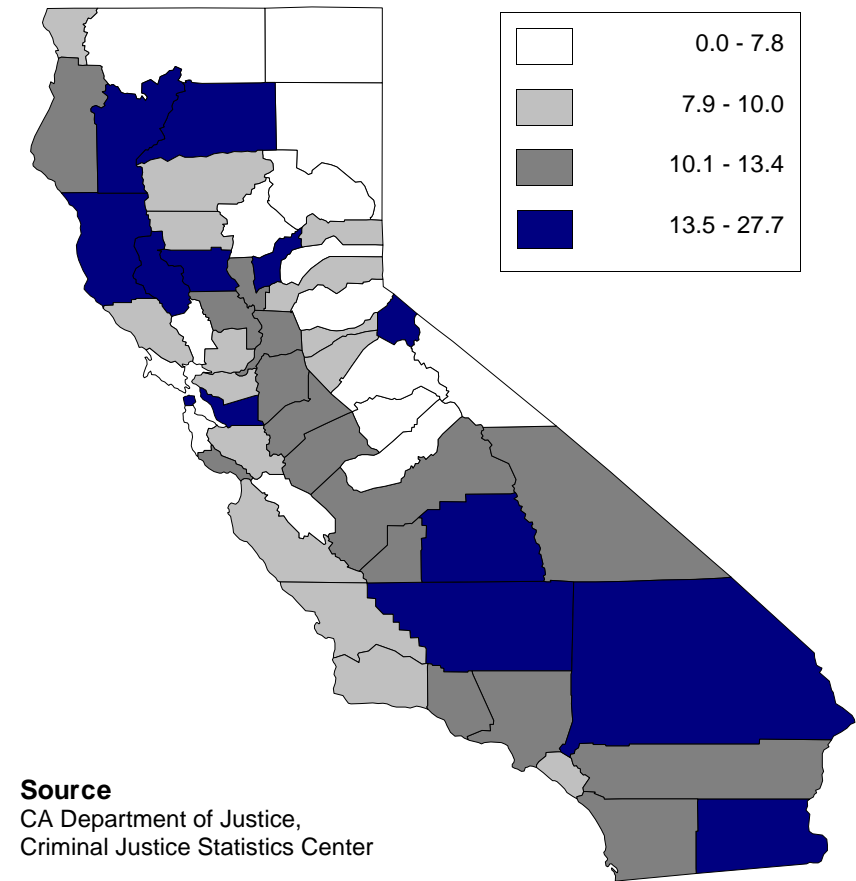 0.0 - 7.8
7.9 - 10.0
10.1 - 13.4
13.5 - 27.7
Source
CA Department of Justice,
Criminal Justice Statistics Center